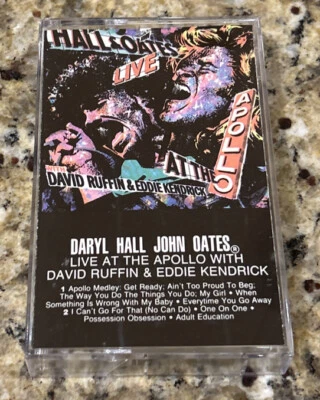 HALL & OATES
LIVE
AT THE
APOLLO
WITH
DAVID RUFFIN & EDDIE KENDRICK
DARYL HALL JOHN OATES®
LIVE AT THE APOLLO WITH
DAVID RUFFIN & EDDIE KENDRICK
1 Apollo Medley: Get Ready; Ain't Too Proud To Beg;
The Way You Do The Things You Do; My Girl • When
Something Is Wrong With My Baby • Everytime You Go Away
2 I Can't Go For That (No Can Do) • One On One •
Possession Obsession • Adult Education